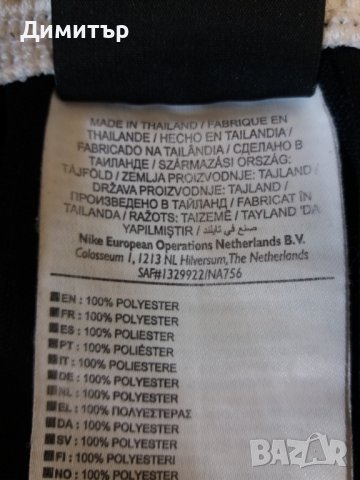 Димитър
MADE IN THAILAND / FABRIQUE EN
THAILANDE / HECHO EN TAILANDIA /
FABRICADO NA TAILÂNDIA / СДЕЛАНО В
ТАИЛАНДЕ / SZÁRMAZÁSI ORSZÁG:
TÁJFÖLD / ZEMLJA PROIZVODNJE: TAJLAND /
DRŽAVA PROIZVODNJE: TAJLAND /
ПРОИЗВЕДЕНО В ТАЙЛАНД / FABRICAT ÎN
TAILANDA / RAŽOTS: TAIZEMĒ / TAYLAND 'DA
YAPILMIŞTIR / صنع في تايلند
Nike European Operations Netherlands B.V.
Colosseum 1, 1213 NL Hilversum, The Netherlands
SAF#1329922/NA756
EN: 100% POLYESTER
FR: 100% POLYESTER
ES: 100% POLIÉSTER
PT: 100% POLIÉSTER
IT: 100% POLIESTERE
DE: 100% POLYESTER
NL: 100% POLYESTER
EL: 100% ΠΟΛΥΕΣΤΕΡΑΣ
DA: 100% POLYESTER
SV: 100% POLYESTER
FI: 100% POLYESTERI
NO: 100% POLYESTER
bazar